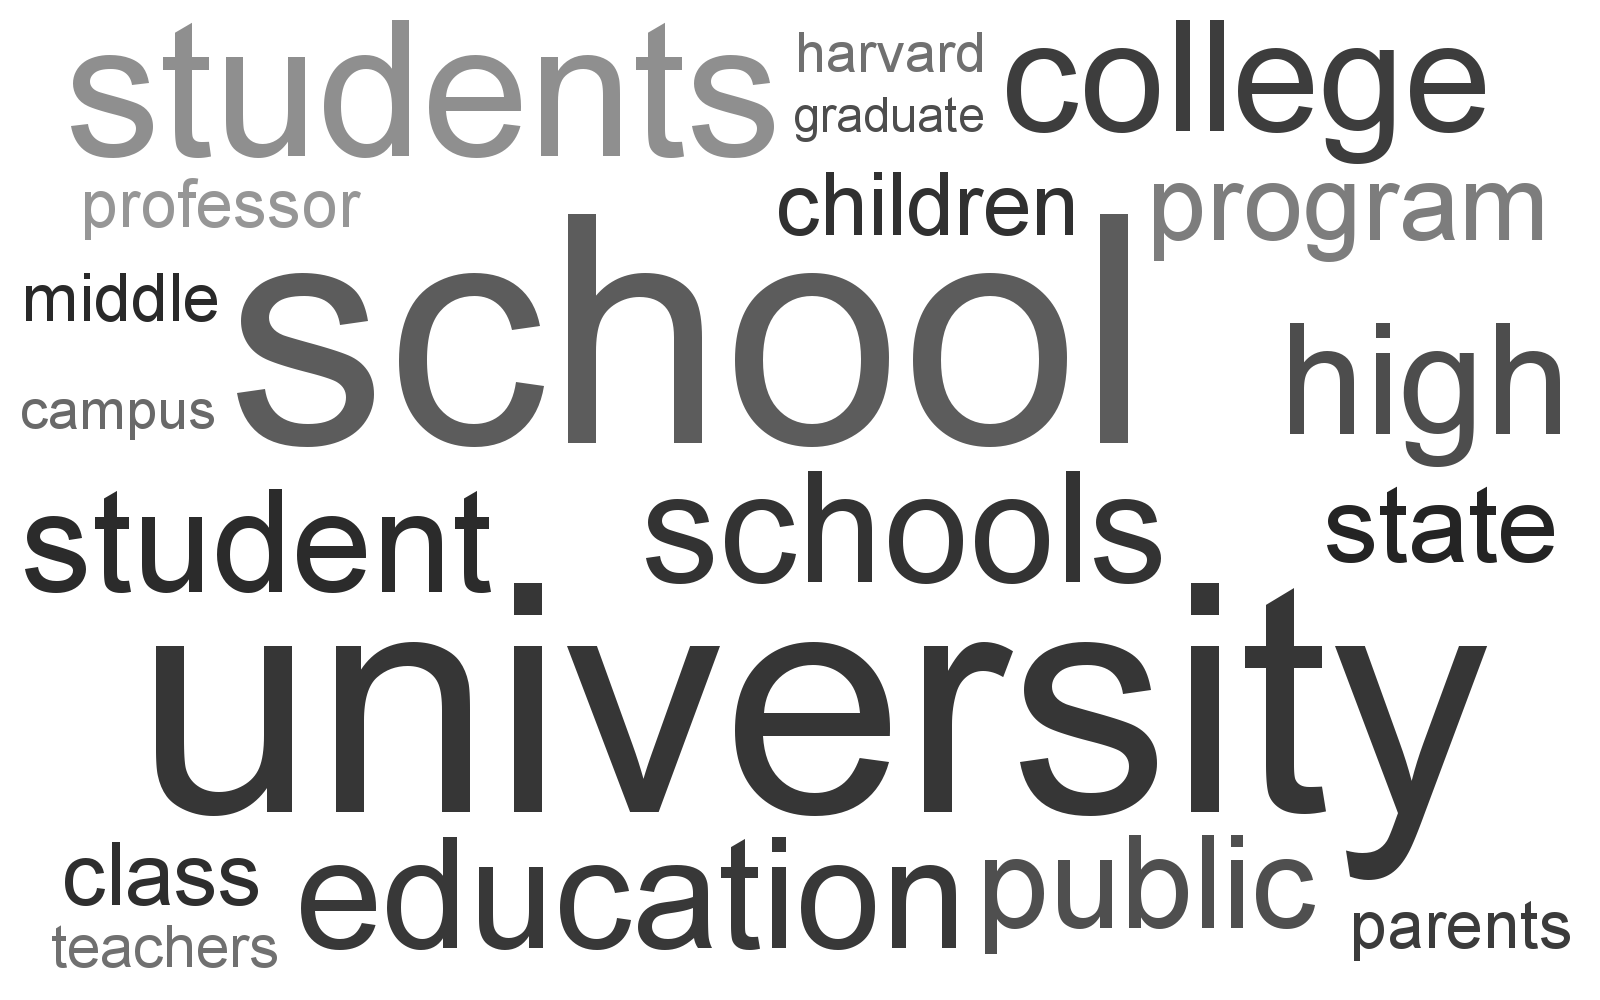 students harvard college
graduate
professor children program
middle school high
campus
student schools state
university
class education public
teachers parents